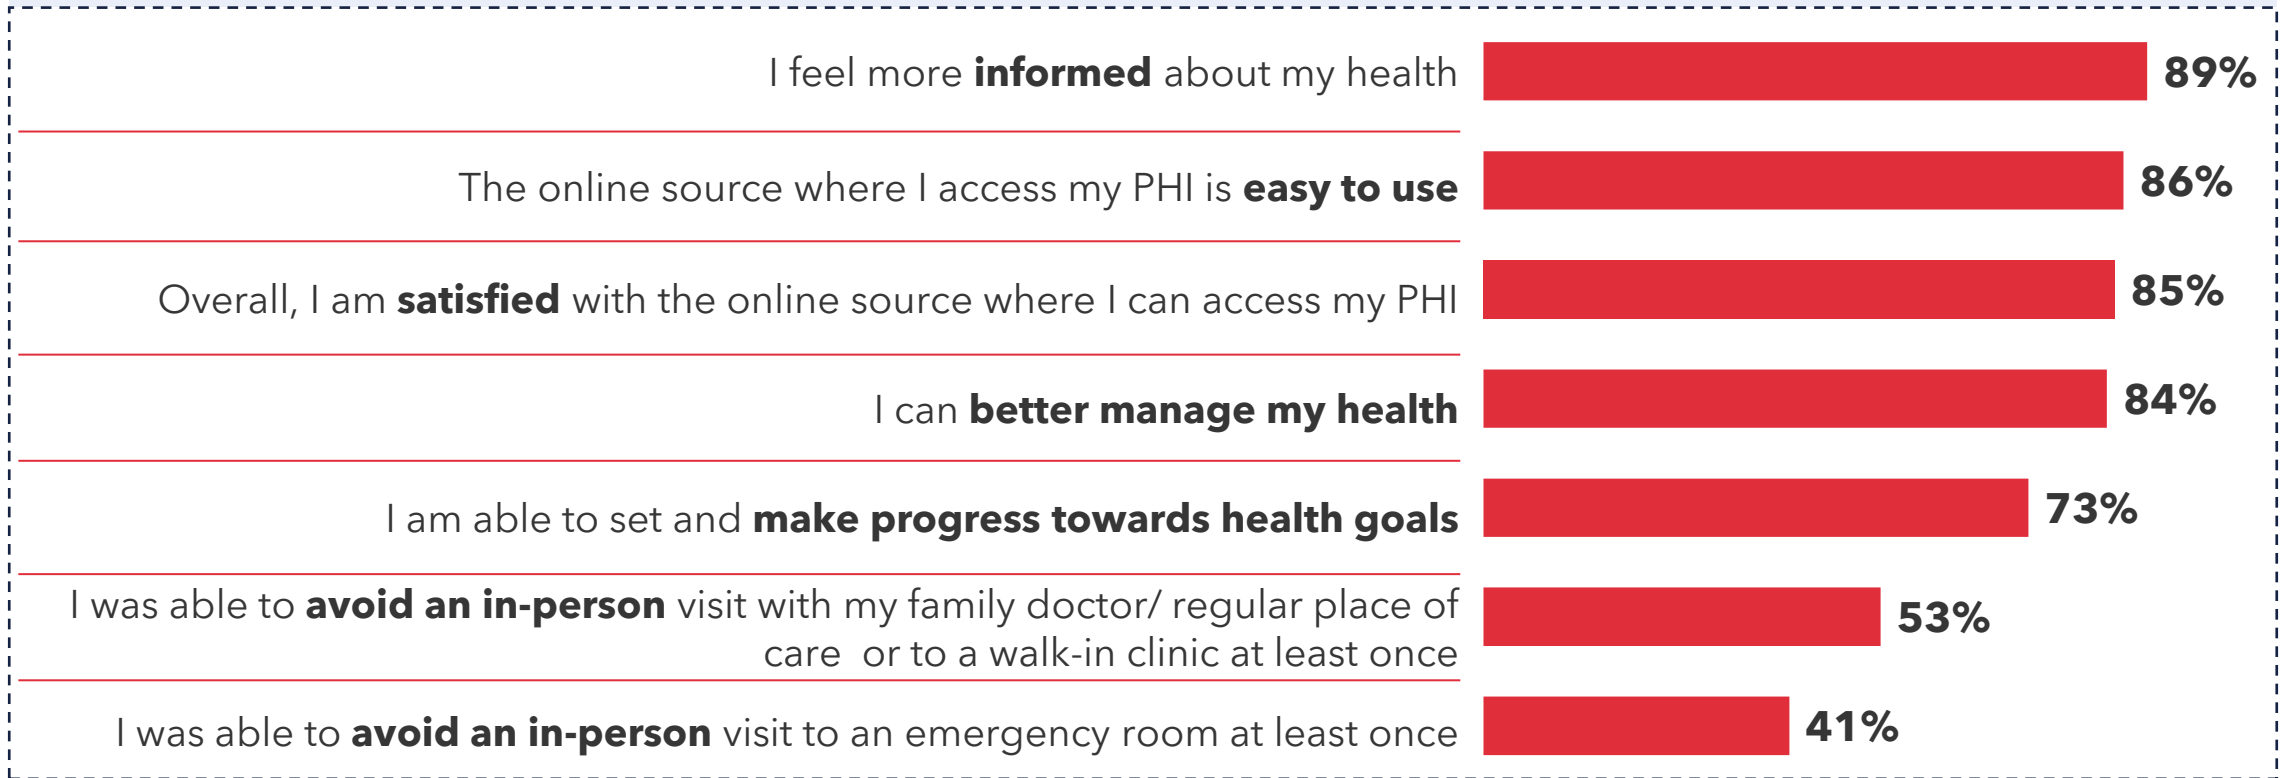 I feel more informed about my health
89%
The online source where I access my PHI is easy to use
86%
Overall, I am satisfied with the online source where I can access my PHI
85%
I can better manage my health
84%
I am able to set and make progress towards health goals
73%
I was able to avoid an in-person visit with my family doctor/ regular place of
care  or to a walk-in clinic at least once
53%
I was able to avoid an in-person visit to an emergency room at least once
41%